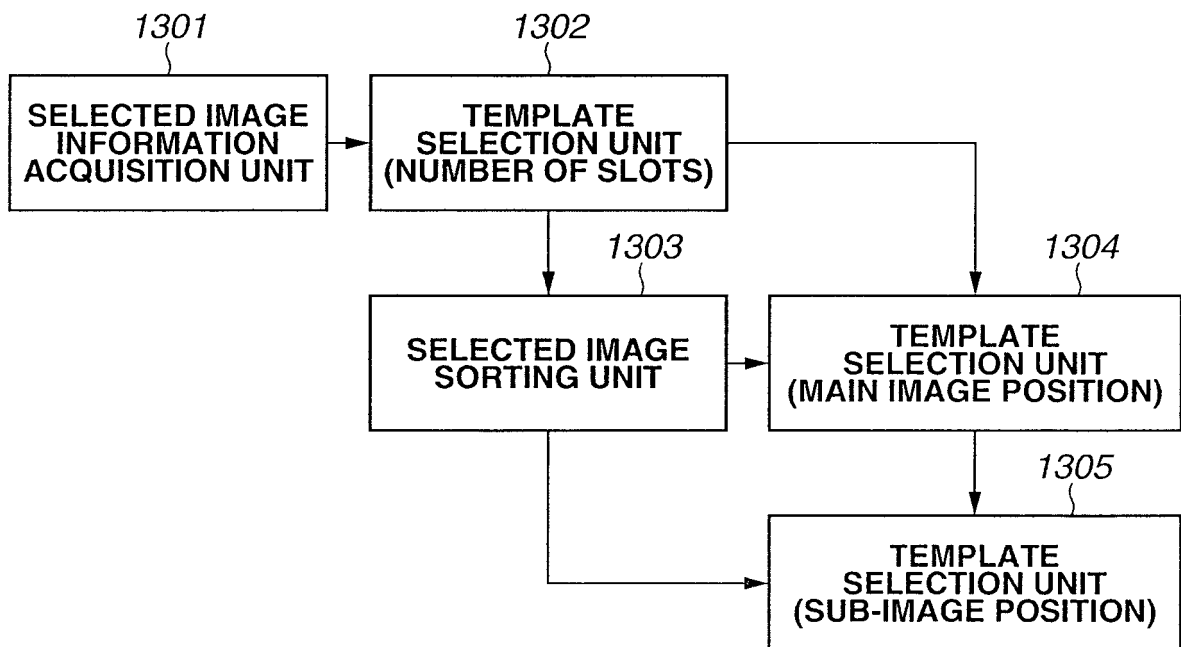 1301
SELECTED IMAGE
INFORMATION
ACQUISITION UNIT
1302
TEMPLATE
SELECTION UNIT
(NUMBER OF SLOTS)
1303
SELECTED IMAGE
SORTING UNIT
1304
TEMPLATE
SELECTION UNIT
(MAIN IMAGE POSITION)
1305
TEMPLATE
SELECTION UNIT
(SUB-IMAGE POSITION)